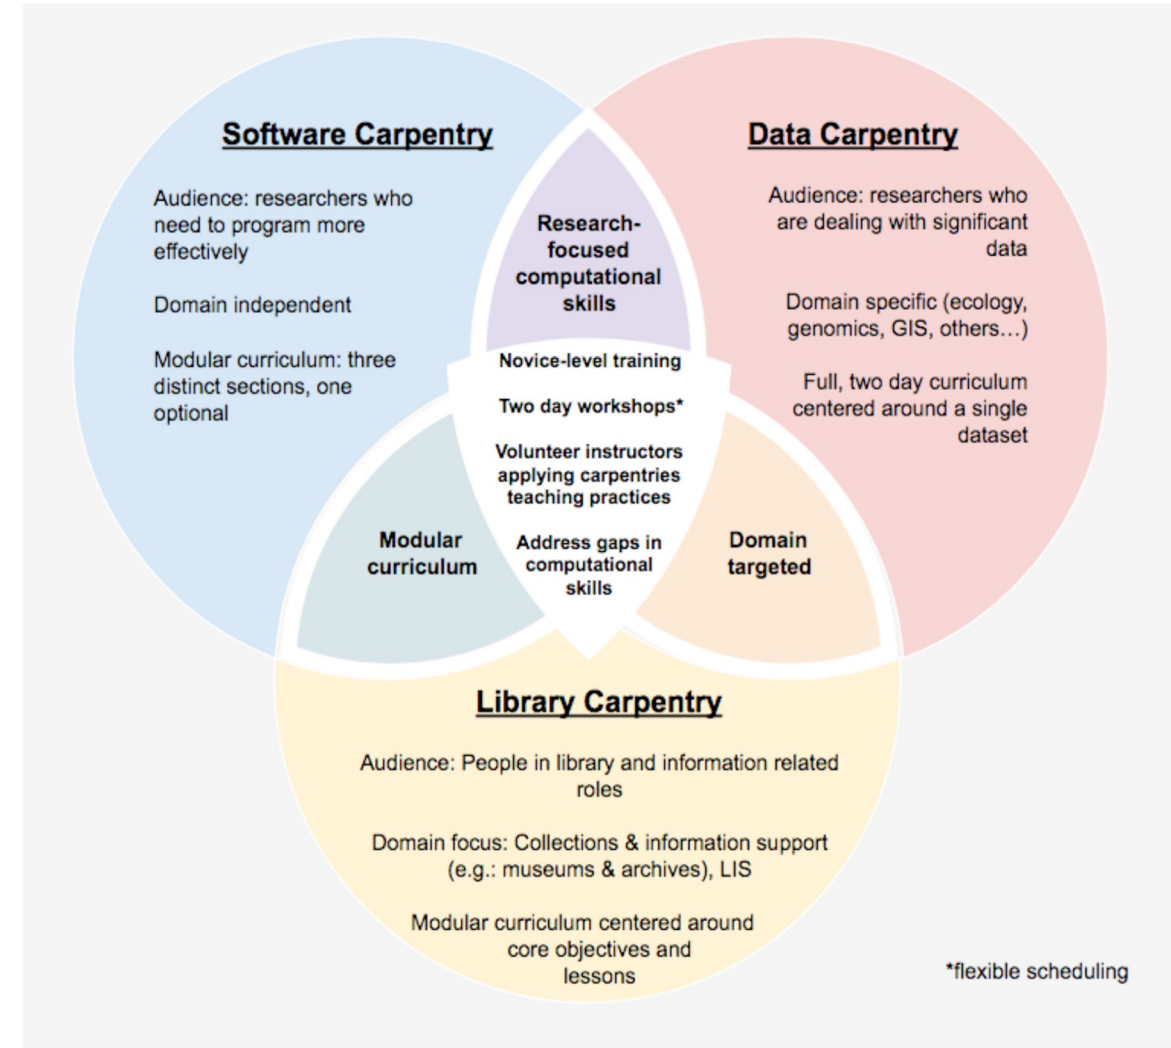 Software Carpentry
Audience: researchers who
need to program more
effectively
Domain independent
Modular curriculum: three
distinct sections, one
optional
Data Carpentry
Audience: researchers who
are dealing with significant
data
Domain specific (ecology,
genomics, GIS, others…)
Full, two day curriculum
centered around a single
dataset
Research-
focused
computational
skills
Novice-level training
Two day workshops*
Volunteer instructors
applying carpentries
teaching practices
Address gaps in
computational
skills
Modular
curriculum
Domain
targeted
Library Carpentry
Audience: People in library and information related
roles
Domain focus: Collections & information support
(e.g.: museums & archives), LIS
Modular curriculum centered around
core objectives and
lessons
*flexible scheduling